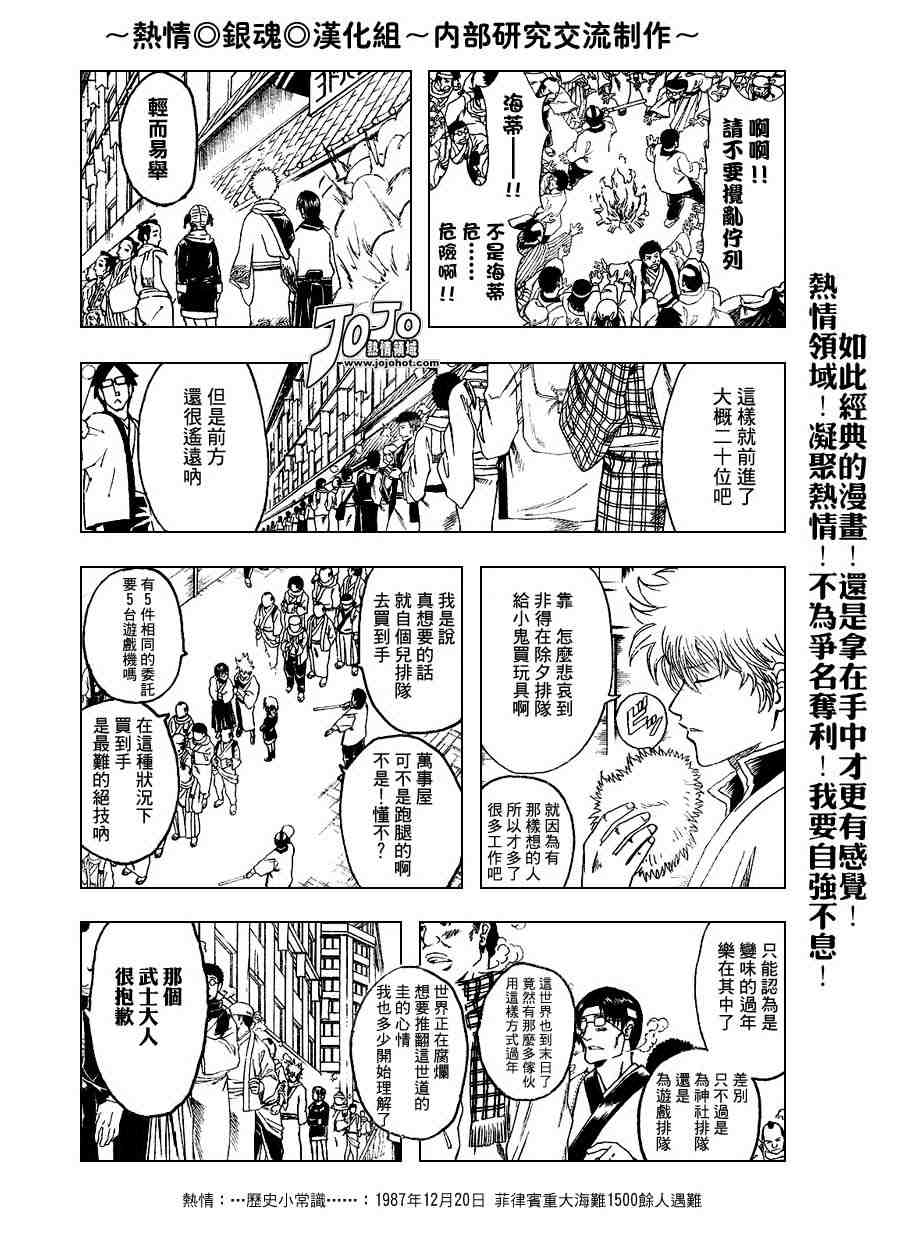 ～熱情◎銀魂◎漢化組～內部研究交流制作～
啊啊!!
請不要攪亂佇列
海蒂——!!
不是海蒂
危……
危險啊!!
輕而易舉
JOJO
熱情領域
www.jojohot.com
這樣就前進了
大概二十位吧
但是前方
還很遙遠吶
靠 怎麼悲哀到
非得在除夕排隊
給小鬼買玩具啊
就因為有
那樣想的人
所以才多了
很多工作吧
我是說
真想要的話
就自個兒排隊
去買到手
萬事屋
可不是跑腿的啊
不是！懂不？
有5件相同的委託
要5台遊戲機嗎
在這種狀況下
買到手
是最難的絕技吶
只能認為是
變味的過年
樂在其中了
差別
只不過是
為神社排隊
還是
為遊戲排隊
這世界也到末日了
竟然有那麼多傢伙
用這樣方式過年
世界正在腐爛
想要推翻這世道的
圭的心情
我也多少開始理解了
那個
武士大人
很抱歉
如此經典的漫畫！還是拿在手中才更有感覺！
熱情領域！凝聚熱情！不為爭名奪利！我要自強不息！
熱情：…歷史小常識……：1987年12月20日 菲律賓重大海難1500餘人遇難